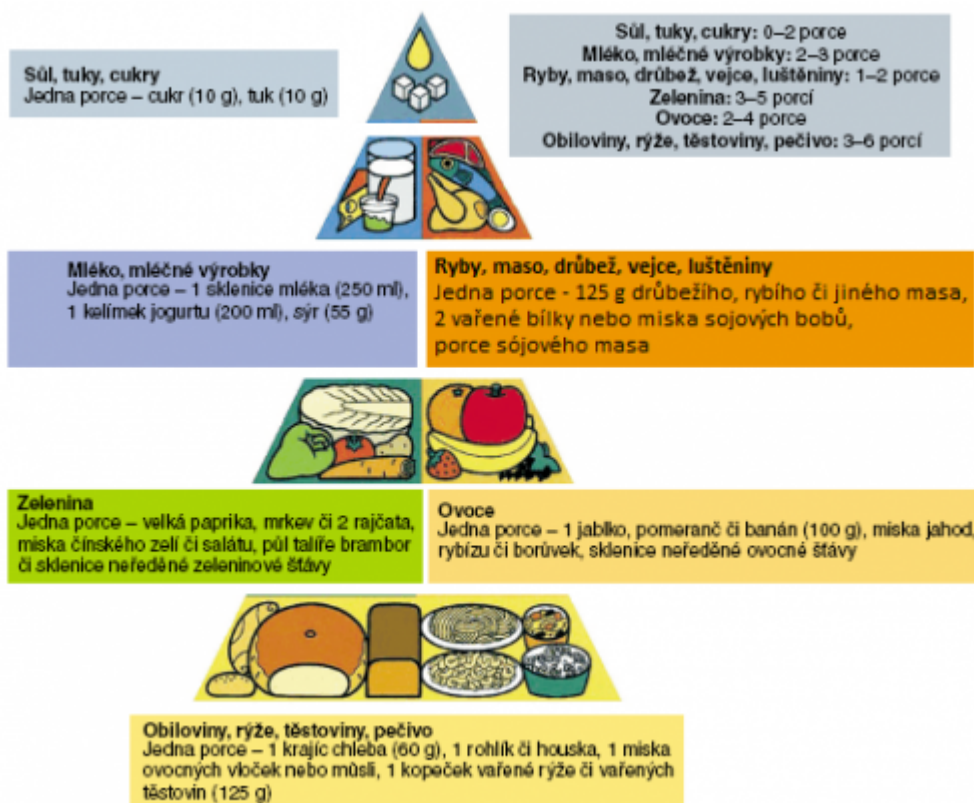 Sůl, tuky, cukry
Jedna porce – cukr (10 g), tuk (10 g)
Sůl, tuky, cukry: 0–2 porce
Mléko, mléčné výrobky: 2–3 porce
Ryby, maso, drůbež, vejce, luštěniny: 1–2 porce
Zelenina: 3–5 porcí
Ovoce: 2–4 porce
Obiloviny, rýže, těstoviny, pečivo: 3–6 porcí
Mléko, mléčné výrobky
Jedna porce – 1 sklenice mléka (250 ml),
1 kelímek jogurtu (200 ml), sýr (55 g)
Ryby, maso, drůbež, vejce, luštěniny
Jedna porce - 125 g drůbežího, rybího či jiného masa,
2 vařené bílky nebo miska sojových bobů,
porce sójového masa
Zelenina
Jedna porce – velká paprika, mrkev či 2 rajčata,
miska čínského zelí či salátu, půl talíře brambor
či sklenice neředěné zeleninové šťávy
Ovoce
Jedna porce – 1 jablko, pomeranč či banán (100 g), miska jahod,
rybízu či borůvek, sklenice neředěné ovocné šťávy
Obiloviny, rýže, těstoviny, pečivo
Jedna porce – 1 krajíc chleba (60 g), 1 rohlík či houska, 1 miska
ovocných vloček nebo müsli, 1 kopeček vařené rýže či vařených
těstovin (125 g)